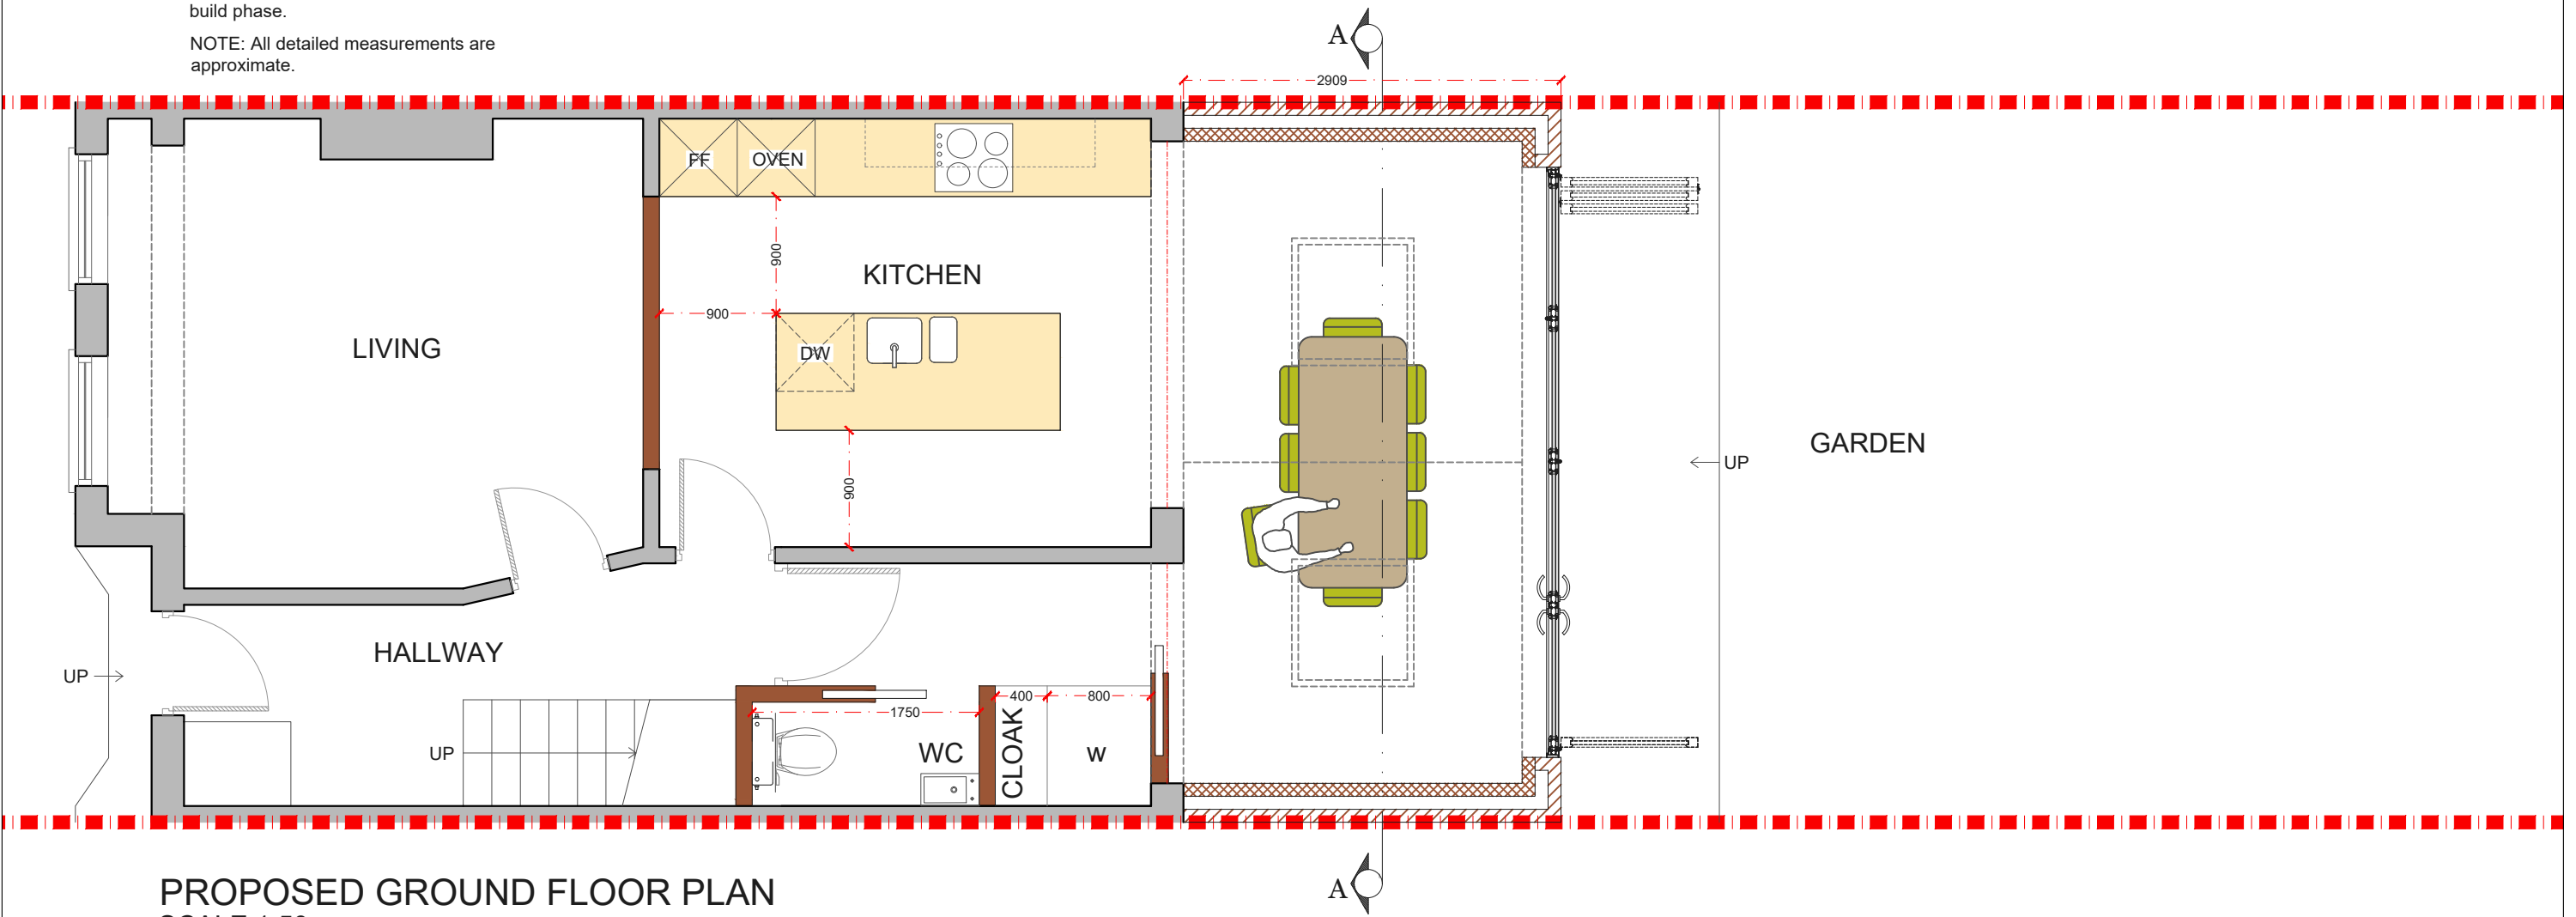 build phase.
NOTE: All detailed measurements are
approximate.
A
2909
FF
OVEN
900
KITCHEN
900
LIVING
DW
GARDEN
UP
900
HALLWAY
UP
400
800
1750
UP
WC
CLOAK
W
PROPOSED GROUND FLOOR PLAN
A